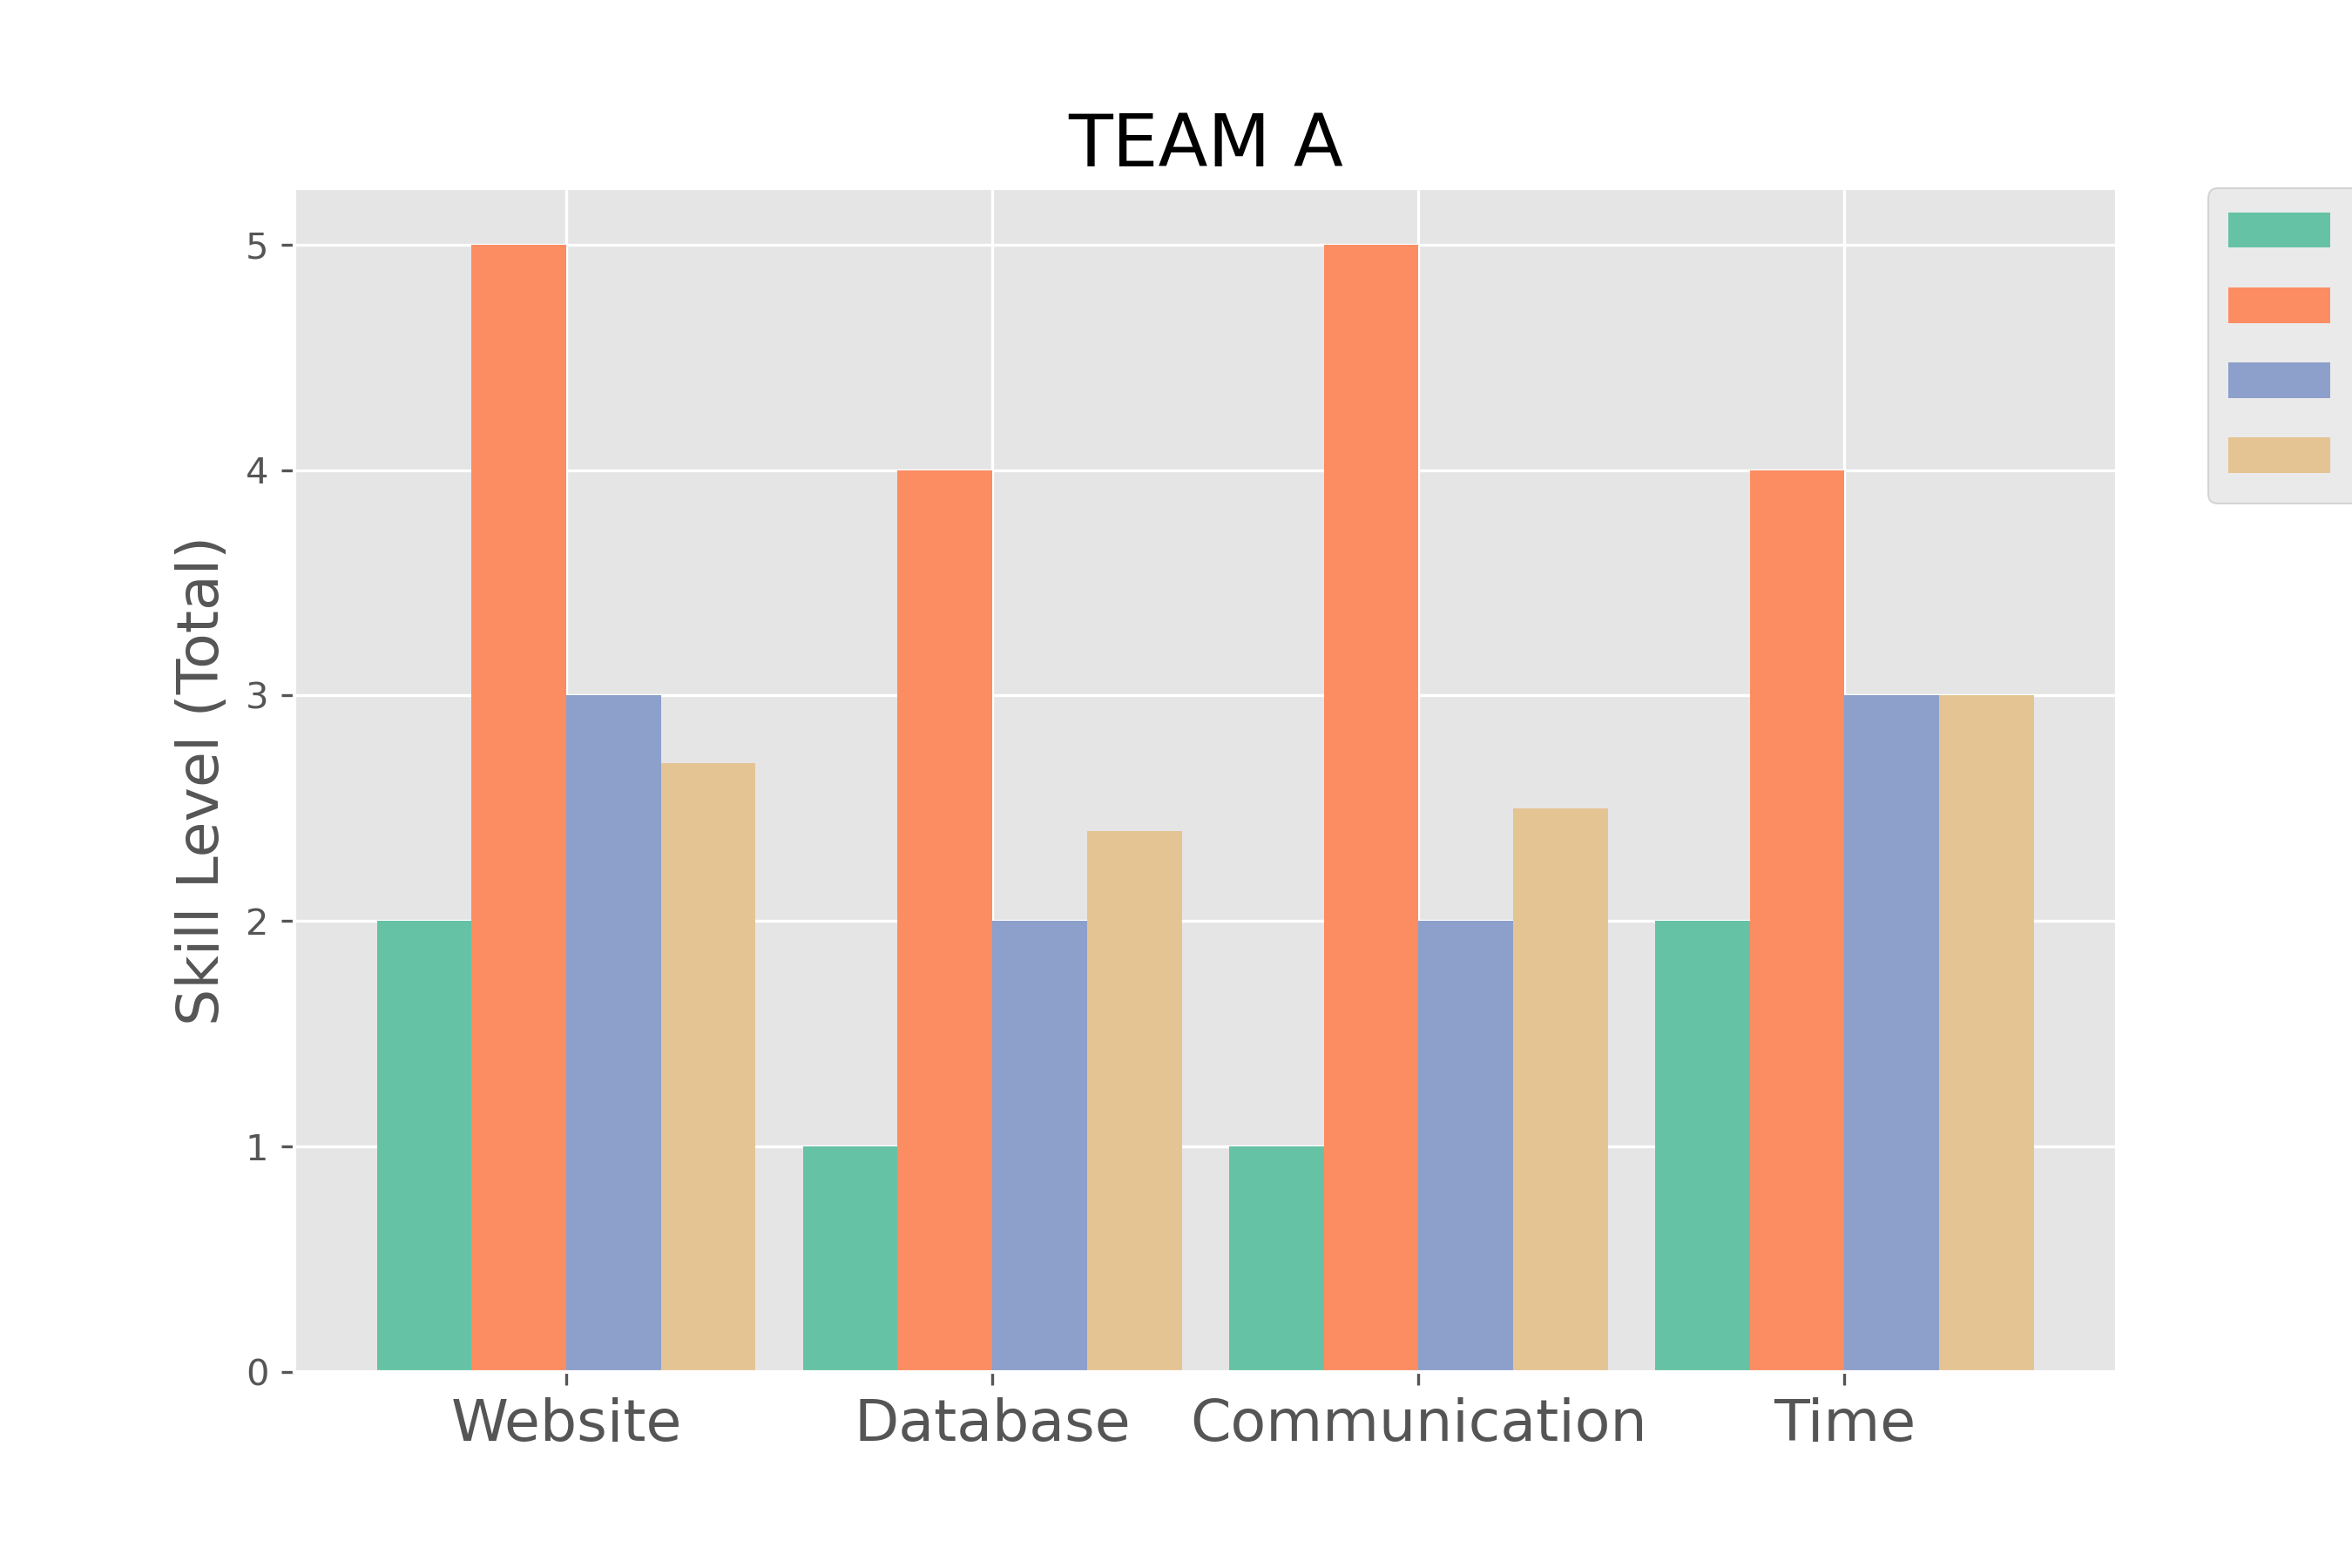 TEAM A
Skill Level (Total)
5
4
3
2
1
0
Website
Database
Communication
Time